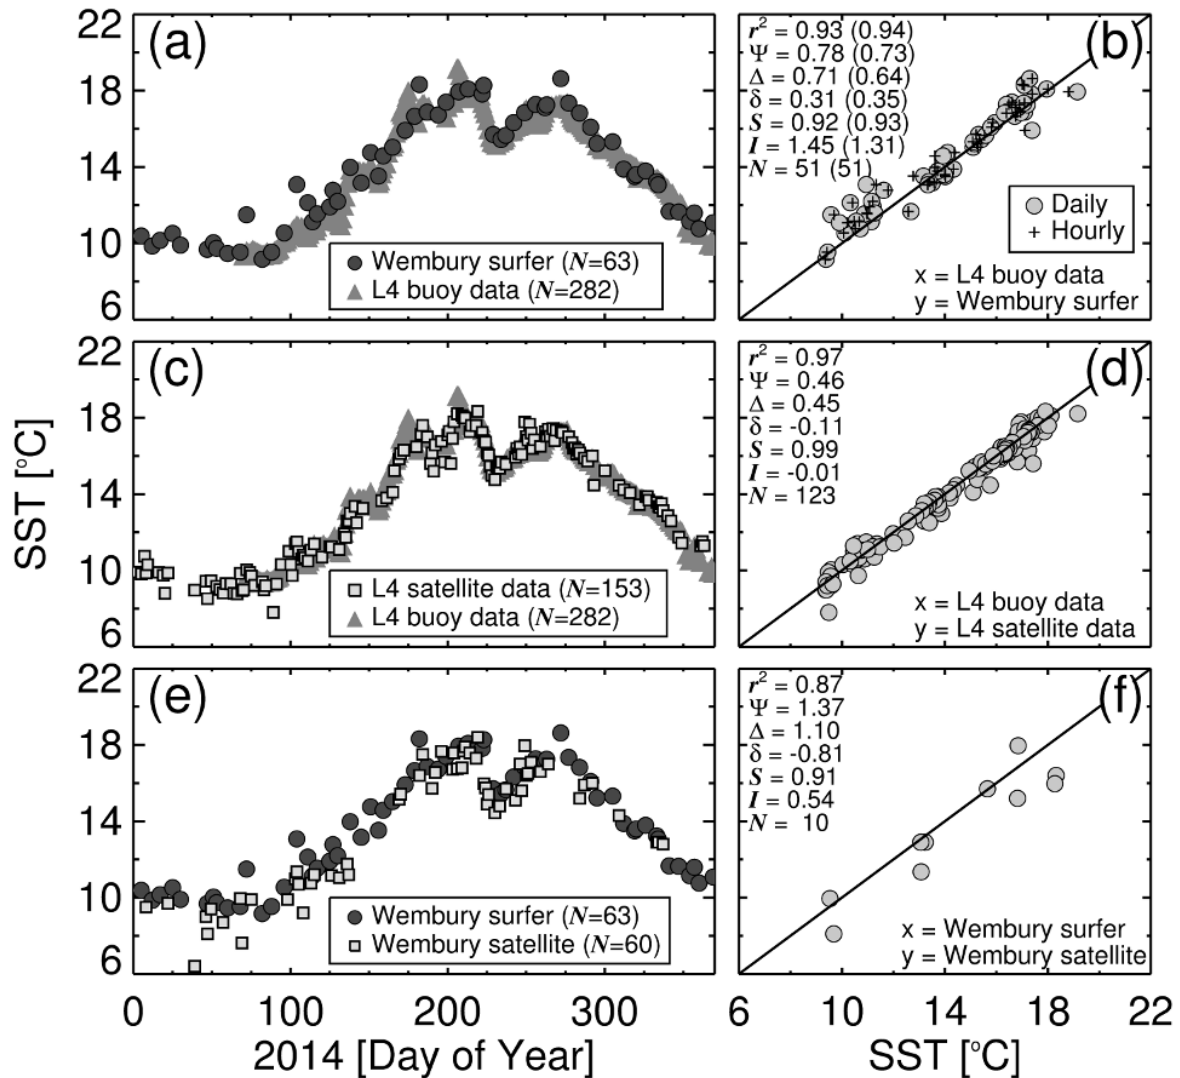 22
18
14
10
6
(a)
Wembury surfer (N=63)
L4 buoy data (N=282)
(b)
r² = 0.93 (0.94)
Ψ = 0.78 (0.73)
Δ = 0.71 (0.64)
δ = 0.31 (0.35)
S = 0.92 (0.93)
I = 1.45 (1.31)
N = 51 (51)
Daily
Hourly
x = L4 buoy data
y = Wembury surfer
SST [°C]
22
18
14
10
6
(c)
L4 satellite data (N=153)
L4 buoy data (N=282)
(d)
r² = 0.97
Ψ = 0.46
Δ = 0.45
δ = -0.11
S = 0.99
I = -0.01
N = 123
x = L4 buoy data
y = L4 satellite data
22
18
14
10
6
(e)
Wembury surfer (N=63)
Wembury satellite (N=60)
(f)
r² = 0.87
Ψ = 1.37
Δ = 1.10
δ = -0.81
S = 0.91
I = 0.54
N = 10
x = Wembury surfer
y = Wembury satellite
0 100 200 300
2014 [Day of Year]
6 10 14 18 22
SST [°C]